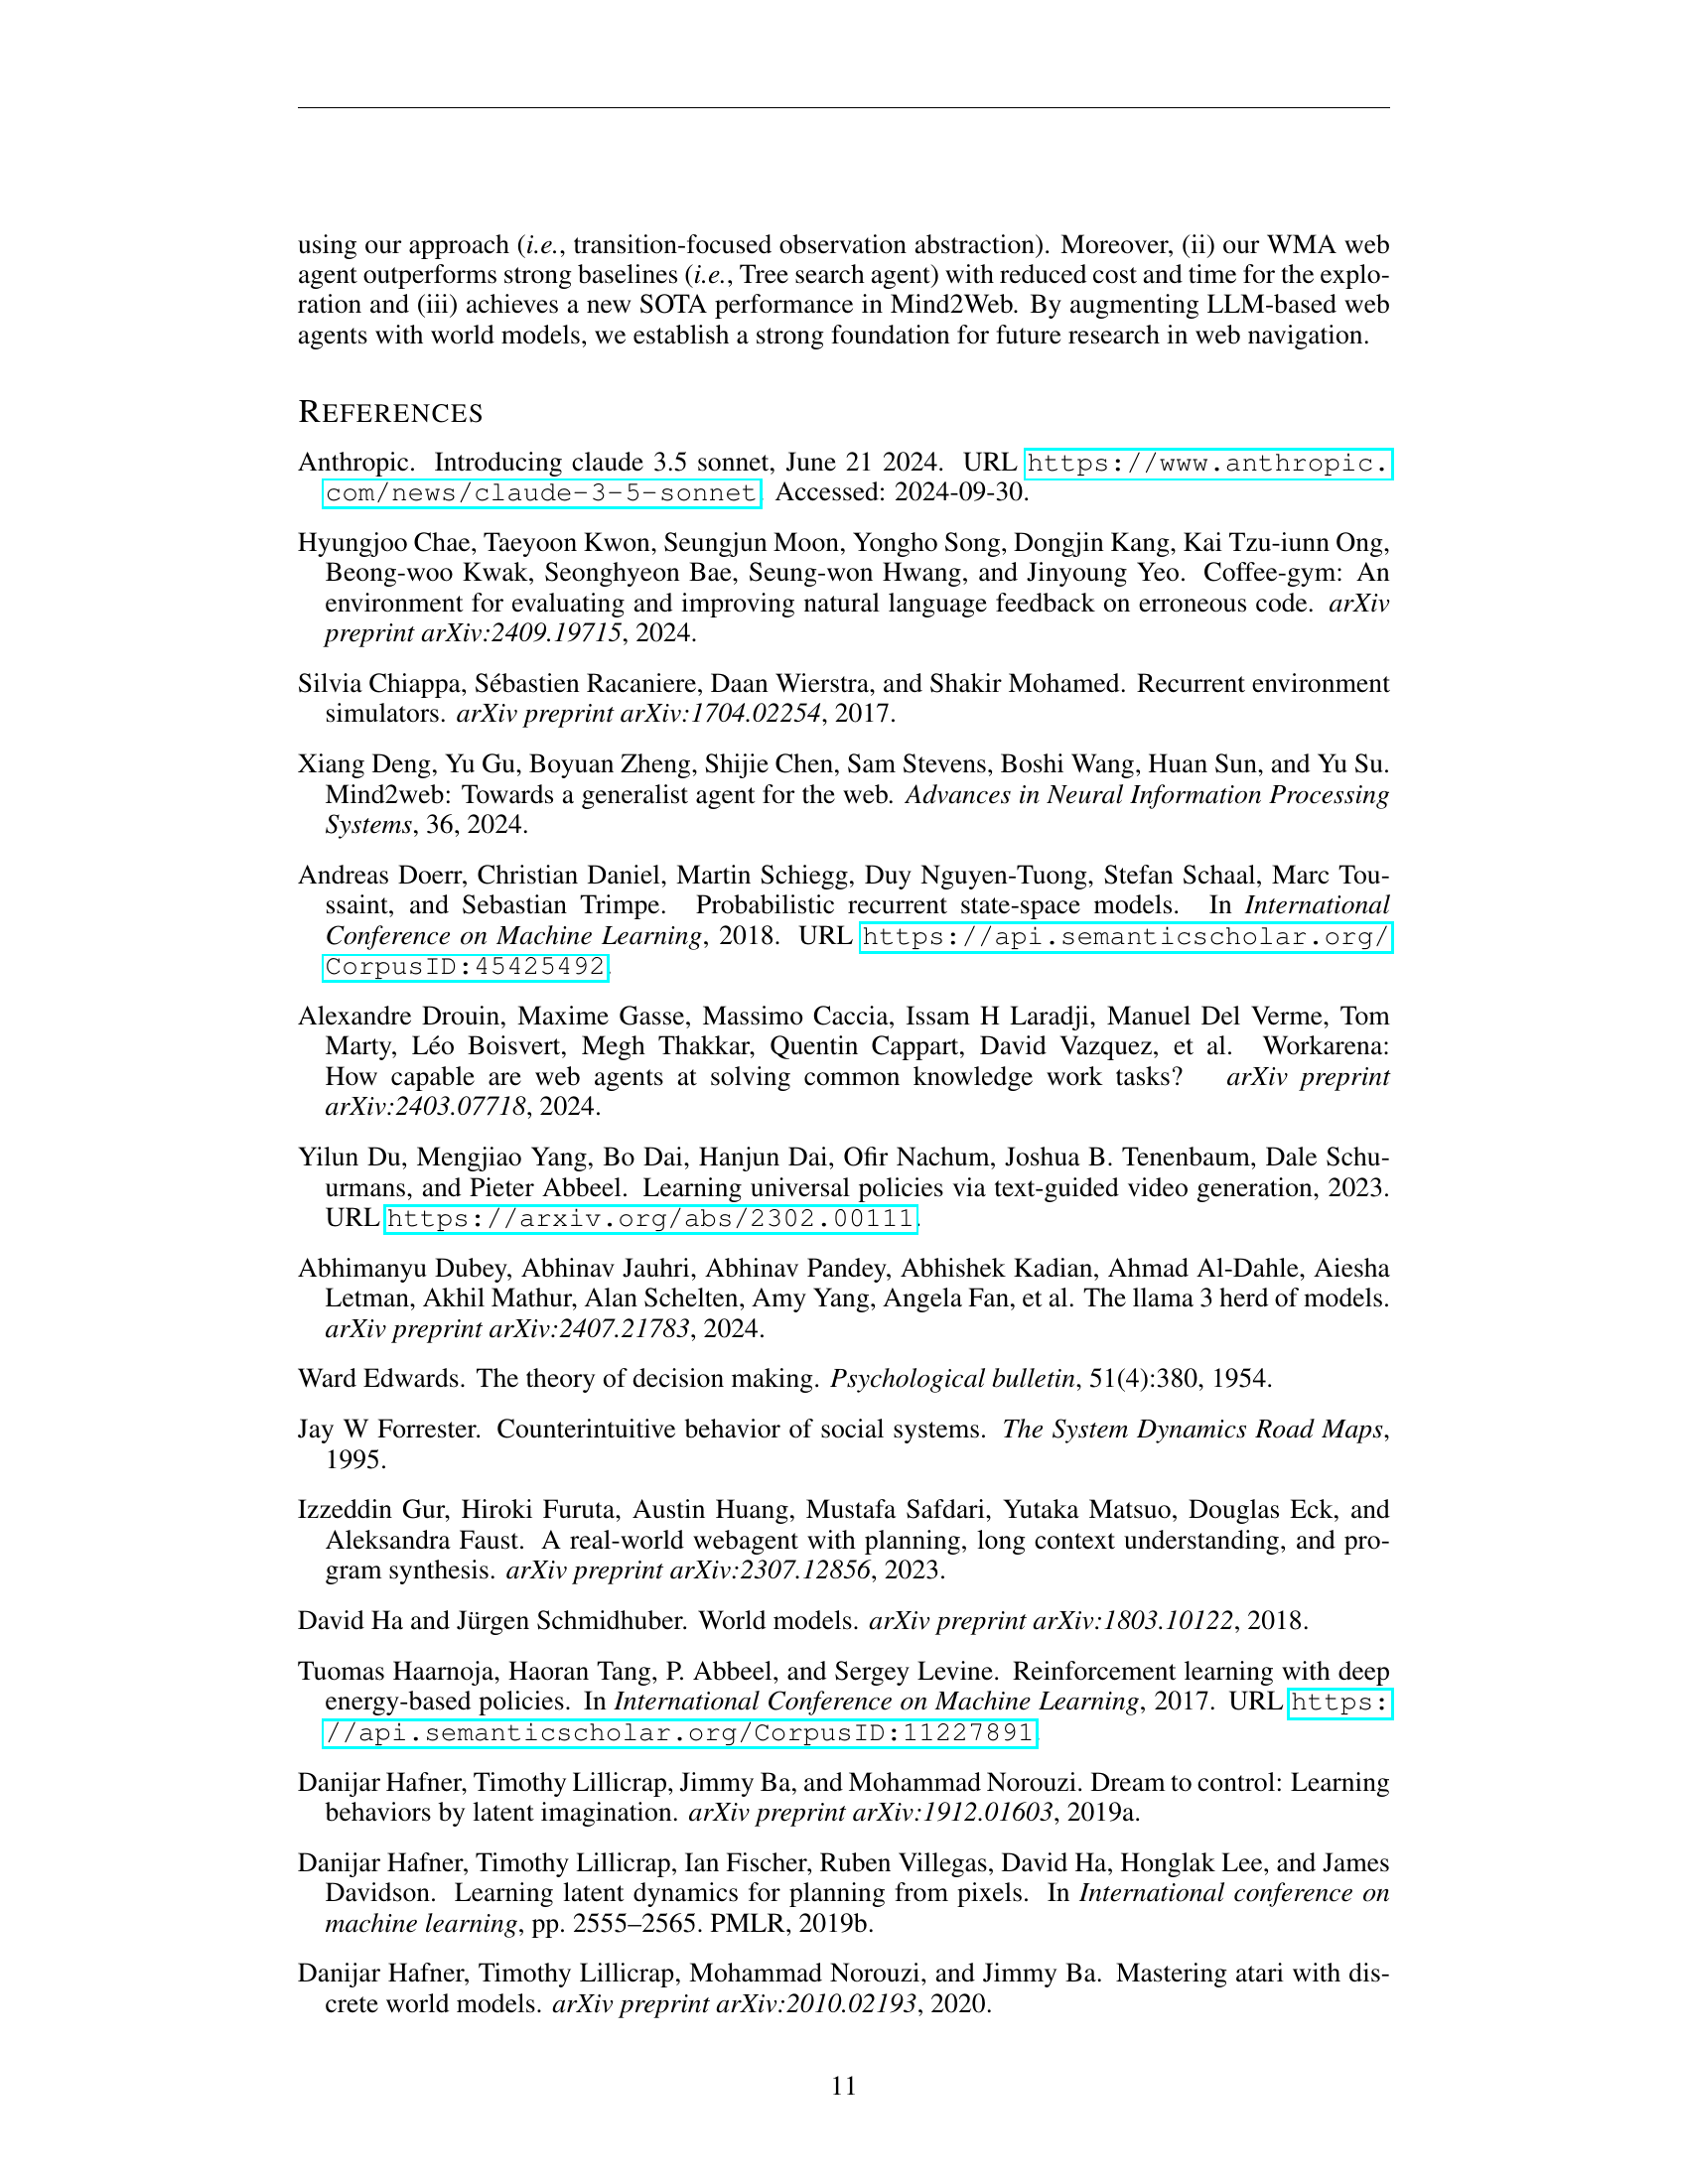 using our approach (i.e., transition-focused observation abstraction). Moreover, (ii) our WMA web
agent outperforms strong baselines (i.e., Tree search agent) with reduced cost and time for the explo-
ration and (iii) achieves a new SOTA performance in Mind2Web. By augmenting LLM-based web
agents with world models, we establish a strong foundation for future research in web navigation.
REFERENCES
Anthropic. Introducing claude 3.5 sonnet, June 21 2024. URL https://www.anthropic.
com/news/claude-3-5-sonnet. Accessed: 2024-09-30.
Hyungjoo Chae, Taeyoon Kwon, Seungjun Moon, Yongho Song, Dongjin Kang, Kai Tzu-iunn Ong,
Beong-woo Kwak, Seonghyeon Bae, Seung-won Hwang, and Jinyoung Yeo. Coffee-gym: An
environment for evaluating and improving natural language feedback on erroneous code. arXiv
preprint arXiv:2409.19715, 2024.
Silvia Chiappa, Sébastien Racaniere, Daan Wierstra, and Shakir Mohamed. Recurrent environment
simulators. arXiv preprint arXiv:1704.02254, 2017.
Xiang Deng, Yu Gu, Boyuan Zheng, Shijie Chen, Sam Stevens, Boshi Wang, Huan Sun, and Yu Su.
Mind2web: Towards a generalist agent for the web. Advances in Neural Information Processing
Systems, 36, 2024.
Andreas Doerr, Christian Daniel, Martin Schiegg, Duy Nguyen-Tuong, Stefan Schaal, Marc Tou-
ssaint, and Sebastian Trimpe. Probabilistic recurrent state-space models. In International
Conference on Machine Learning, 2018. URL https://api.semanticscholar.org/
CorpusID:45425492.
Alexandre Drouin, Maxime Gasse, Massimo Caccia, Issam H Laradji, Manuel Del Verme, Tom
Marty, Léo Boisvert, Megh Thakkar, Quentin Cappart, David Vazquez, et al. Workarena:
How capable are web agents at solving common knowledge work tasks? arXiv preprint
arXiv:2403.07718, 2024.
Yilun Du, Mengjiao Yang, Bo Dai, Hanjun Dai, Ofir Nachum, Joshua B. Tenenbaum, Dale Schu-
urmans, and Pieter Abbeel. Learning universal policies via text-guided video generation, 2023.
URL https://arxiv.org/abs/2302.00111.
Abhimanyu Dubey, Abhinav Jauhri, Abhinav Pandey, Abhishek Kadian, Ahmad Al-Dahle, Aiesha
Letman, Akhil Mathur, Alan Schelten, Amy Yang, Angela Fan, et al. The llama 3 herd of models.
arXiv preprint arXiv:2407.21783, 2024.
Ward Edwards. The theory of decision making. Psychological bulletin, 51(4):380, 1954.
Jay W Forrester. Counterintuitive behavior of social systems. The System Dynamics Road Maps,
1995.
Izzeddin Gur, Hiroki Furuta, Austin Huang, Mustafa Safdari, Yutaka Matsuo, Douglas Eck, and
Aleksandra Faust. A real-world webagent with planning, long context understanding, and pro-
gram synthesis. arXiv preprint arXiv:2307.12856, 2023.
David Ha and Jürgen Schmidhuber. World models. arXiv preprint arXiv:1803.10122, 2018.
Tuomas Haarnoja, Haoran Tang, P. Abbeel, and Sergey Levine. Reinforcement learning with deep
energy-based policies. In International Conference on Machine Learning, 2017. URL https:
//api.semanticscholar.org/CorpusID:11227891.
Danijar Hafner, Timothy Lillicrap, Jimmy Ba, and Mohammad Norouzi. Dream to control: Learning
behaviors by latent imagination. arXiv preprint arXiv:1912.01603, 2019a.
Danijar Hafner, Timothy Lillicrap, Ian Fischer, Ruben Villegas, David Ha, Honglak Lee, and James
Davidson. Learning latent dynamics for planning from pixels. In International conference on
machine learning, pp. 2555–2565. PMLR, 2019b.
Danijar Hafner, Timothy Lillicrap, Mohammad Norouzi, and Jimmy Ba. Mastering atari with dis-
crete world models. arXiv preprint arXiv:2010.02193, 2020.
11